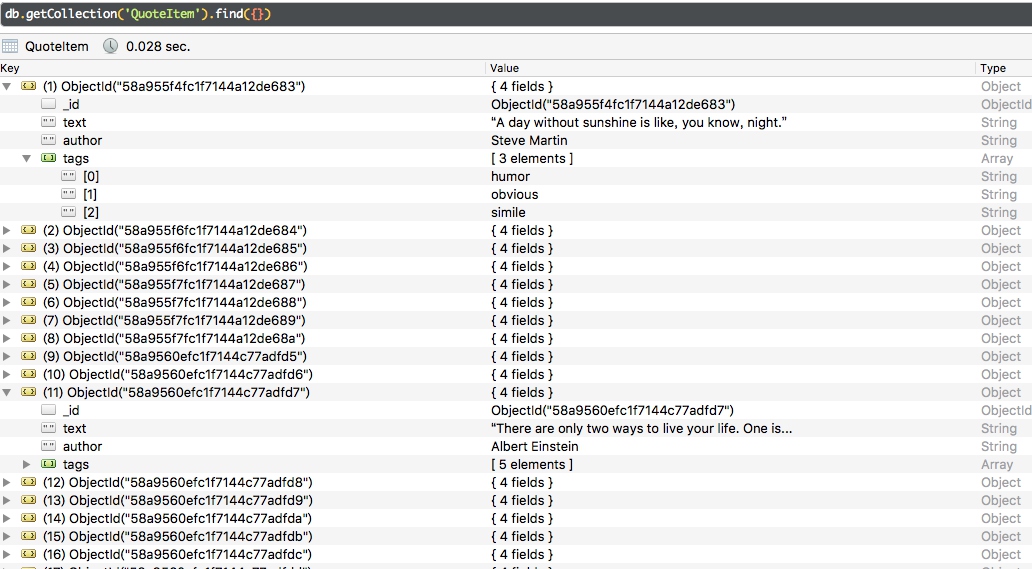 db.getCollection('QuoteItem').find({})
QuoteItem 0.028 sec.
Key Value Type
(1) ObjectId("58a955f4fc1f7144a12de683") { 4 fields } Object
_id ObjectId("58a955f4fc1f7144a12de683") ObjectId
" " text “A day without sunshine is like, you know, night.” String
" " author Steve Martin String
tags [ 3 elements ] Array
" " [0] humor String
" " [1] obvious String
" " [2] simile String
(2) ObjectId("58a955f6fc1f7144a12de684") { 4 fields } Object
(3) ObjectId("58a955f6fc1f7144a12de685") { 4 fields } Object
(4) ObjectId("58a955f6fc1f7144a12de686") { 4 fields } Object
(5) ObjectId("58a955f7fc1f7144a12de687") { 4 fields } Object
(6) ObjectId("58a955f7fc1f7144a12de688") { 4 fields } Object
(7) ObjectId("58a955f7fc1f7144a12de689") { 4 fields } Object
(8) ObjectId("58a955f7fc1f7144a12de68a") { 4 fields } Object
(9) ObjectId("58a9560efc1f7144c77adfd5") { 4 fields } Object
(10) ObjectId("58a9560efc1f7144c77adfd6") { 4 fields } Object
(11) ObjectId("58a9560efc1f7144c77adfd7") { 4 fields } Object
_id ObjectId("58a9560efc1f7144c77adfd7") ObjectId
" " text “There are only two ways to live your life. One is... String
" " author Albert Einstein String
tags [ 5 elements ] Array
(12) ObjectId("58a9560efc1f7144c77adfd8") { 4 fields } Object
(13) ObjectId("58a9560efc1f7144c77adfd9") { 4 fields } Object
(14) ObjectId("58a9560efc1f7144c77adfda") { 4 fields } Object
(15) ObjectId("58a9560efc1f7144c77adfdb") { 4 fields } Object
(16) ObjectId("58a9560efc1f7144c77adfdc") { 4 fields } Object